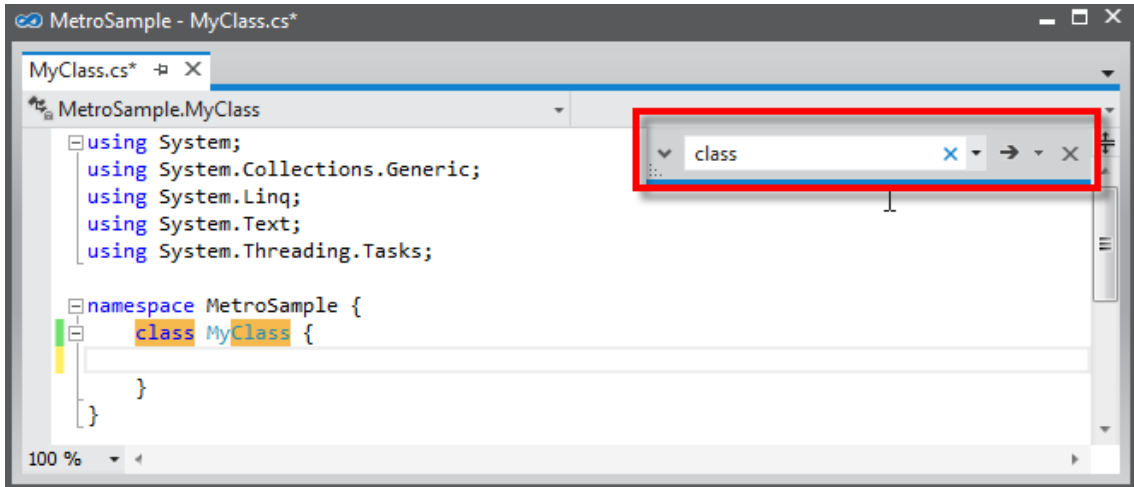 MetroSample - MyClass.cs*
MyClass.cs*
MetroSample.MyClass
using System;
class
using System.Collections.Generic;
using System.Linq;
using System.Text;
using System.Threading.Tasks;
namespace MetroSample {
class MyClass {
}
}
100 %